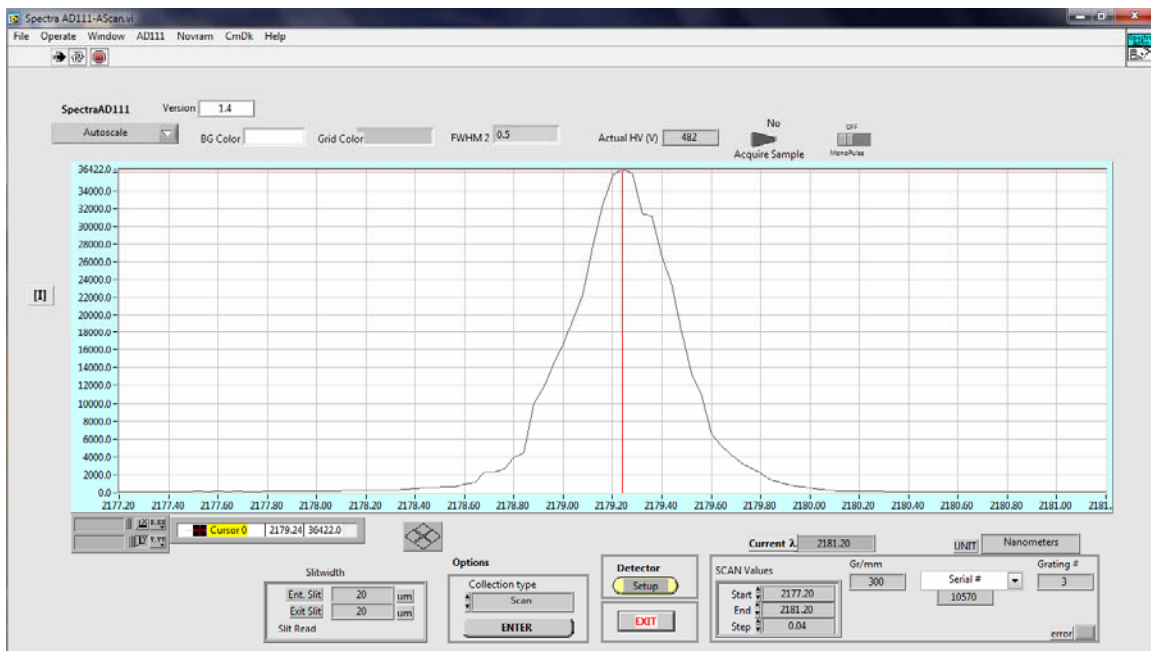 Spectra AD111-AScan.vi
File Operate Window AD111 Novram CmDk Help
SpectraAD111 Version 1.4
Autoscale BG Color Grid Color FWHM 2 0.5 Actual HV (V) 482 No Acquire Sample OFF MonoPulse
36422.0
34000.0
32000.0
30000.0
28000.0
26000.0
24000.0
22000.0
20000.0
18000.0
16000.0
14000.0
12000.0
10000.0
8000.0
6000.0
4000.0
2000.0
0.0
[I]
2177.20 2177.40 2177.60 2177.80 2178.00 2178.20 2178.40 2178.60 2178.80 2179.00 2179.20 2179.40 2179.60 2179.80 2180.00 2180.20 2180.40 2180.60 2180.80 2181.00 2181.
Cursor 0 2179.24 36422.0
Current λ 2181.20 UNIT Nanometers
Slitwidth
Ent. Slit 20 um
Exit Slit 20 um
Slit Read
Options
Collection type
Scan
ENTER
Detector
Setup
EXIT
SCAN Values
Start 2177.20
End 2181.20
Step 0.04
Gr/mm
300
Serial #
10570
Grating #
3
error